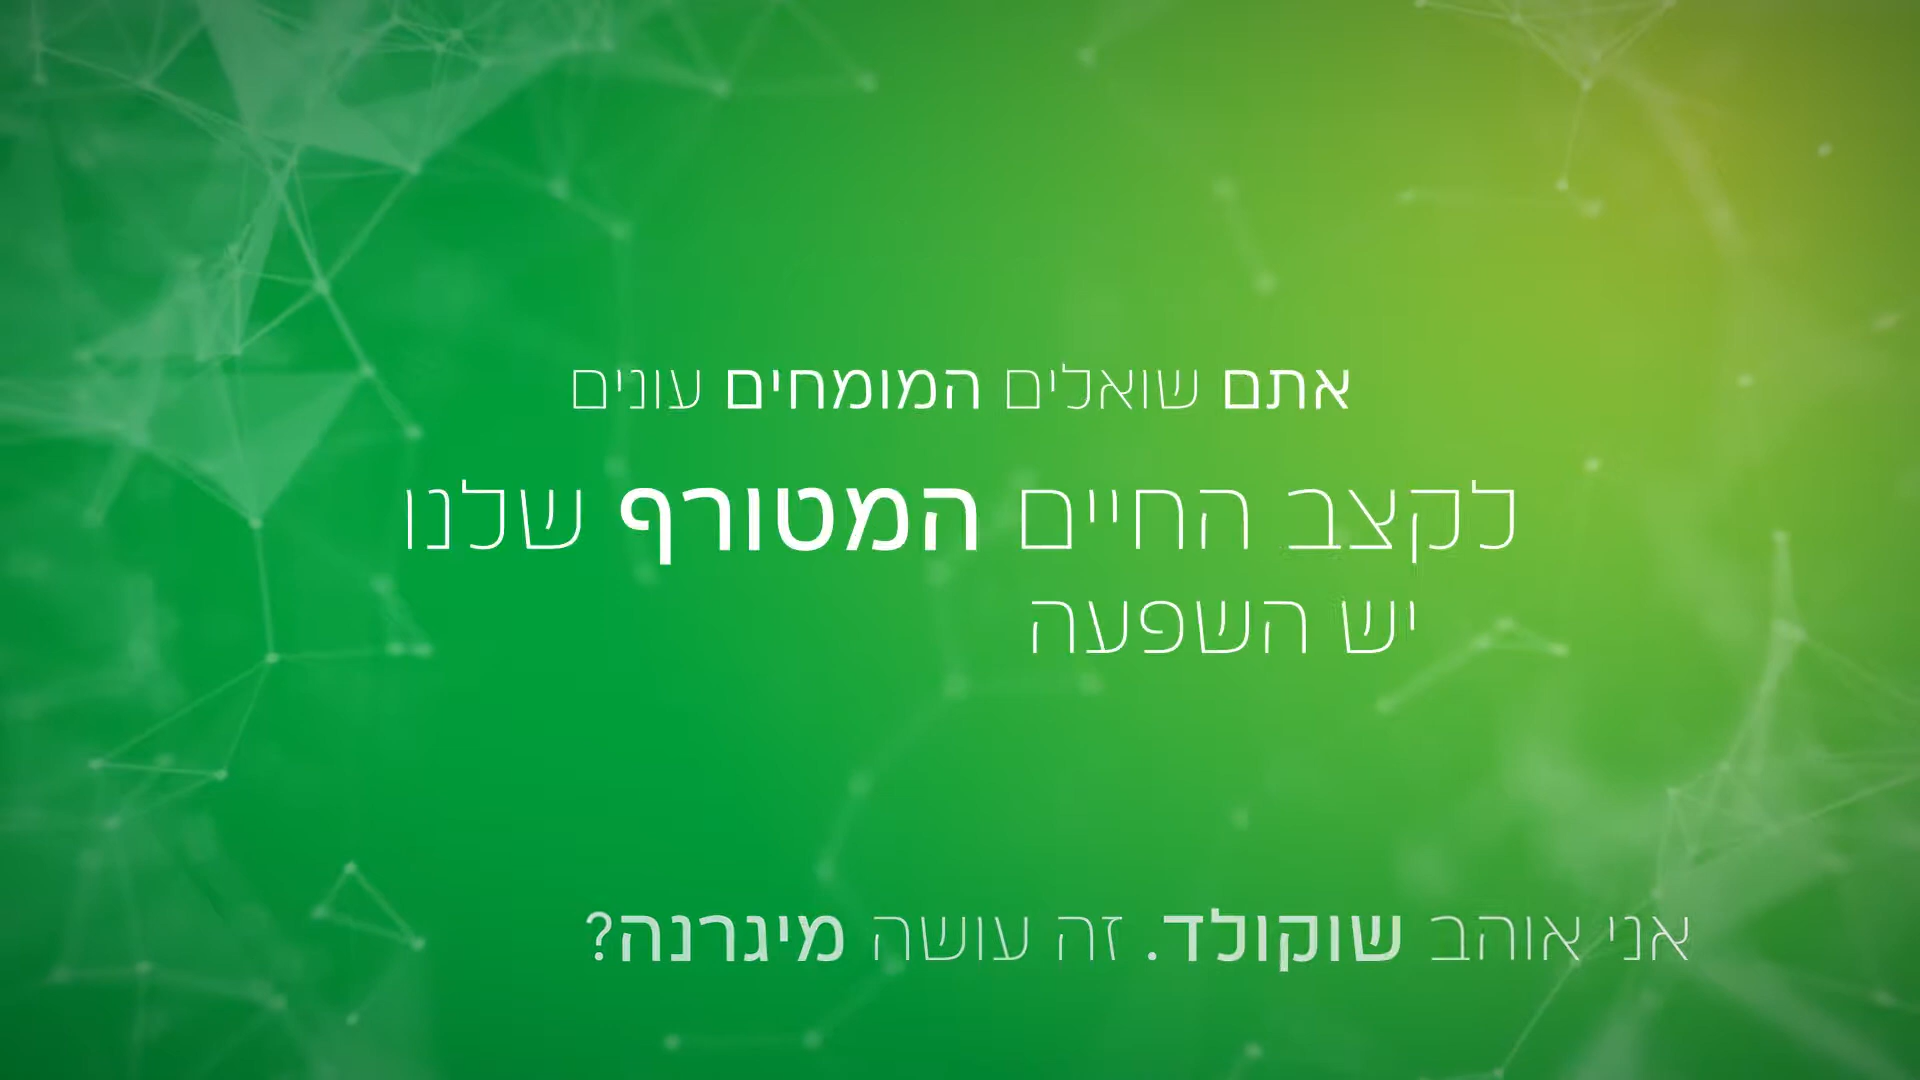 אתם שואלים המומחים עונים
לקצב החיים המטורף שלנו
יש השפעה
אני אוהב שוקולד. זה עושה מיגרנה?